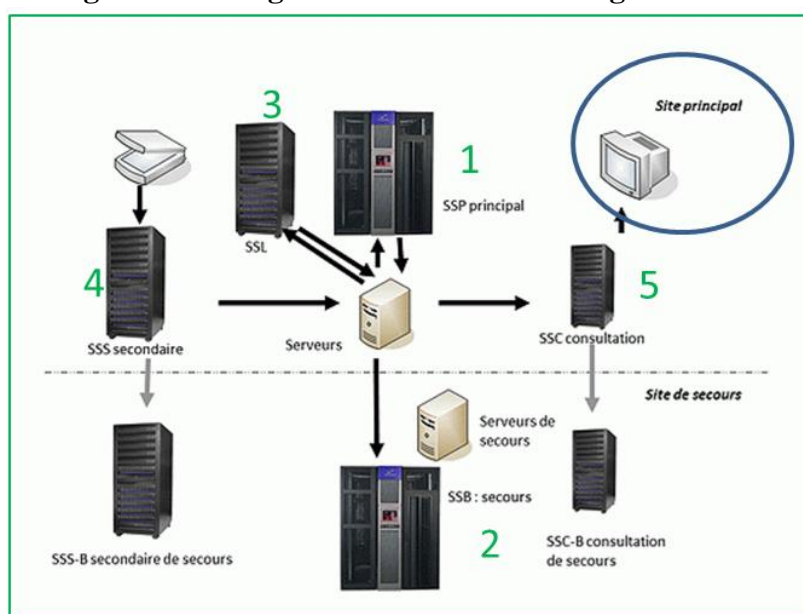 3
Site principal
1
SSP principal
SSL
4
5
SSS secondaire
Serveurs
SSC consultation
Site de secours
Serveurs de
secours
SSB : secours
2
SSS-B secondaire de secours
SSC-B consultation
de secours